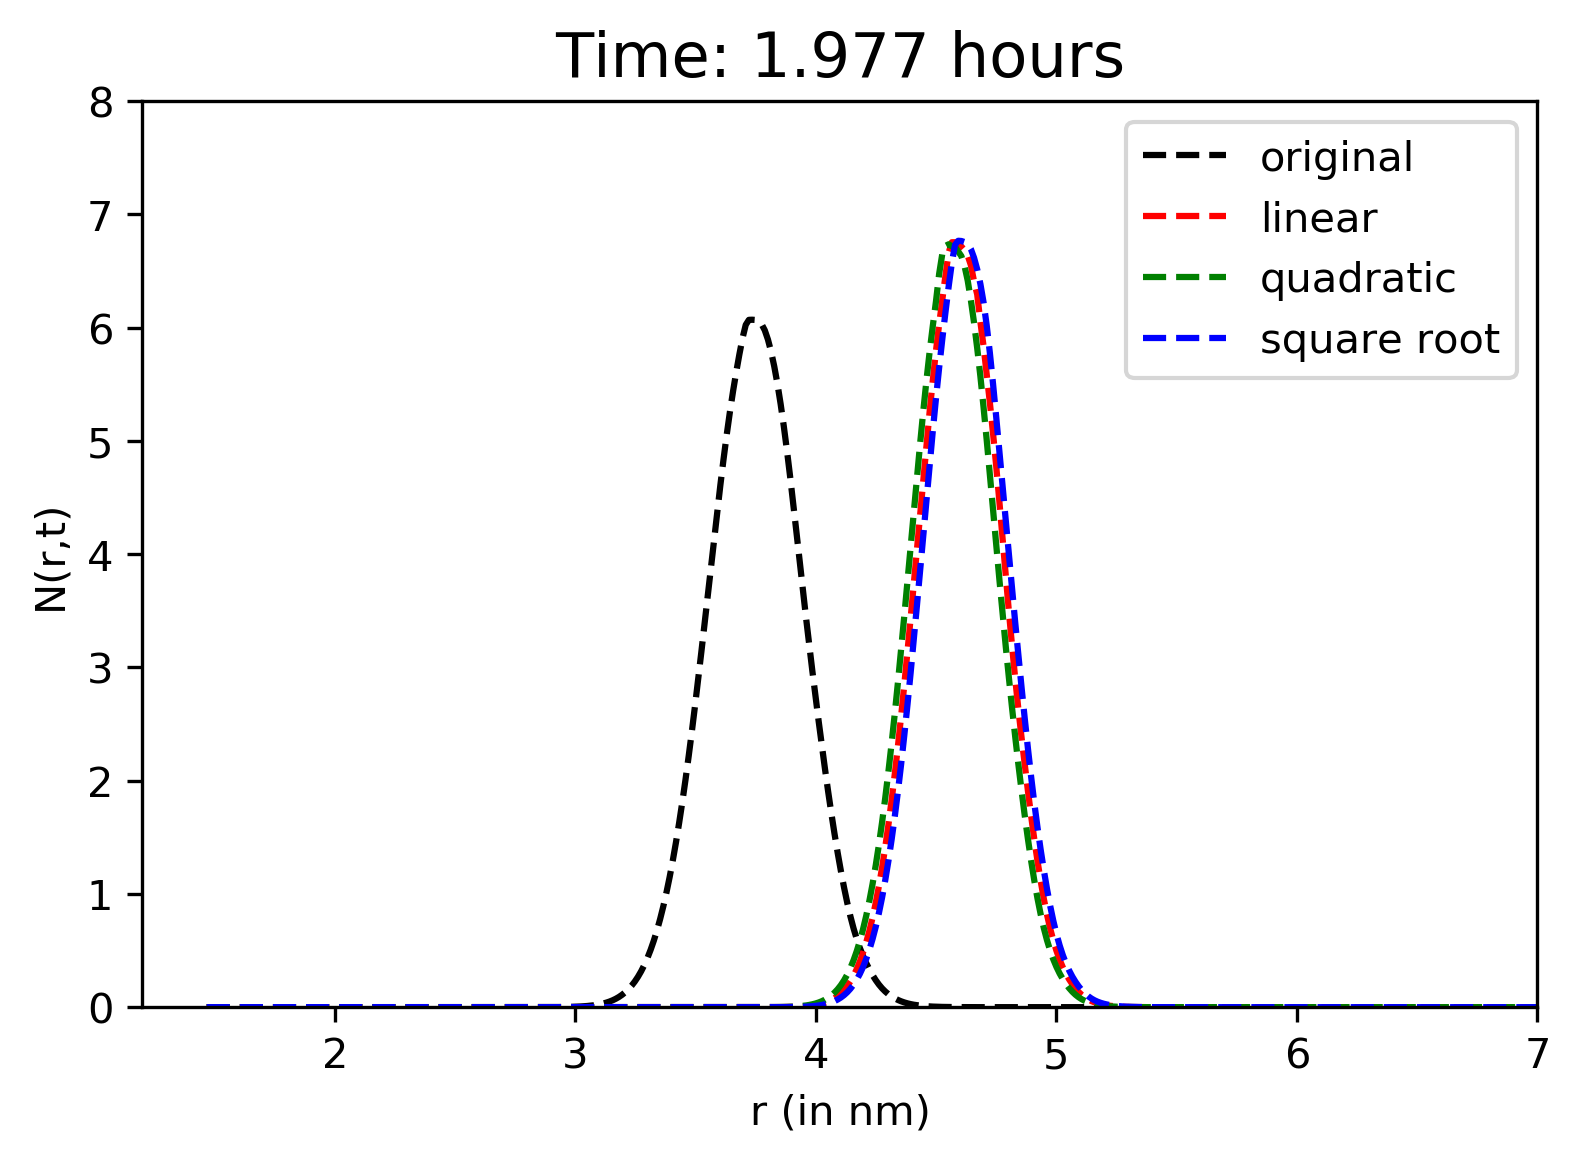 Time: 1.977 hours
8
7
6
5
4
3
2
1
0
N(r,t)
original
linear
quadratic
square root
2 3 4 5 6 7
r (in nm)